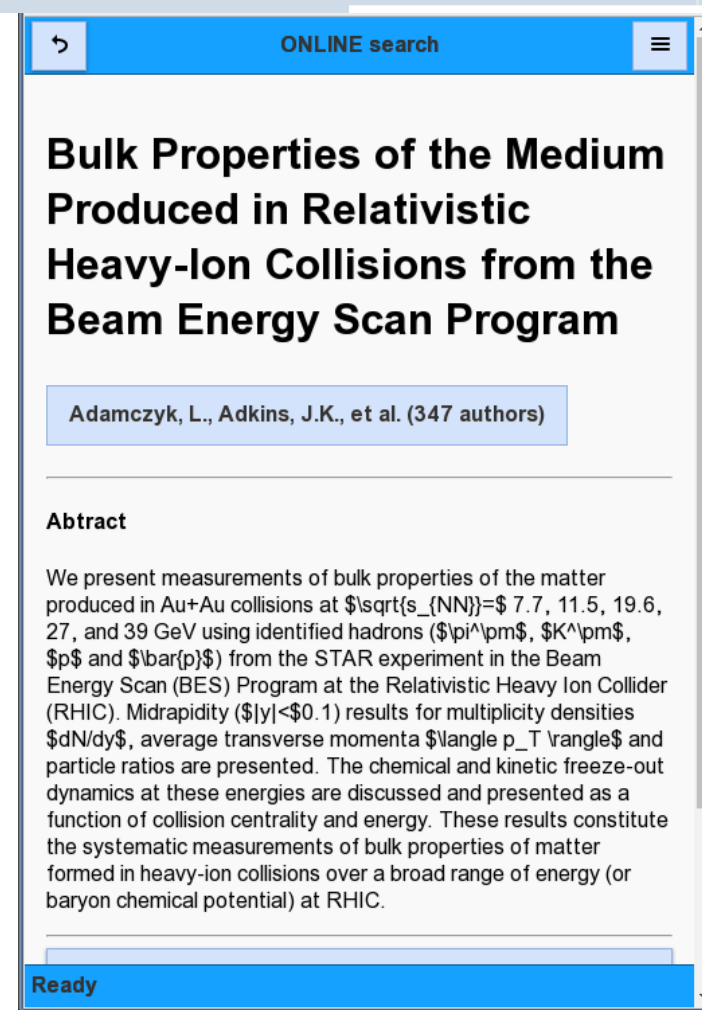 ONLINE search
Bulk Properties of the Medium
Produced in Relativistic
Heavy-Ion Collisions from the
Beam Energy Scan Program
Adamczyk, L., Adkins, J.K., et al. (347 authors)
Abtract
We present measurements of bulk properties of the matter
produced in Au+Au collisions at $\sqrt{s_{NN}}=$ 7.7, 11.5, 19.6,
27, and 39 GeV using identified hadrons ($\pi^\pm$, $K^\pm$,
$p$ and $\bar{p}$) from the STAR experiment in the Beam
Energy Scan (BES) Program at the Relativistic Heavy Ion Collider
(RHIC). Midrapidity ($|y|<$0.1) results for multiplicity densities
$dN/dy$, average transverse momenta $\langle p_T \rangle$ and
particle ratios are presented. The chemical and kinetic freeze-out
dynamics at these energies are discussed and presented as a
function of collision centrality and energy. These results constitute
the systematic measurements of bulk properties of matter
formed in heavy-ion collisions over a broad range of energy (or
baryon chemical potential) at RHIC.
Ready